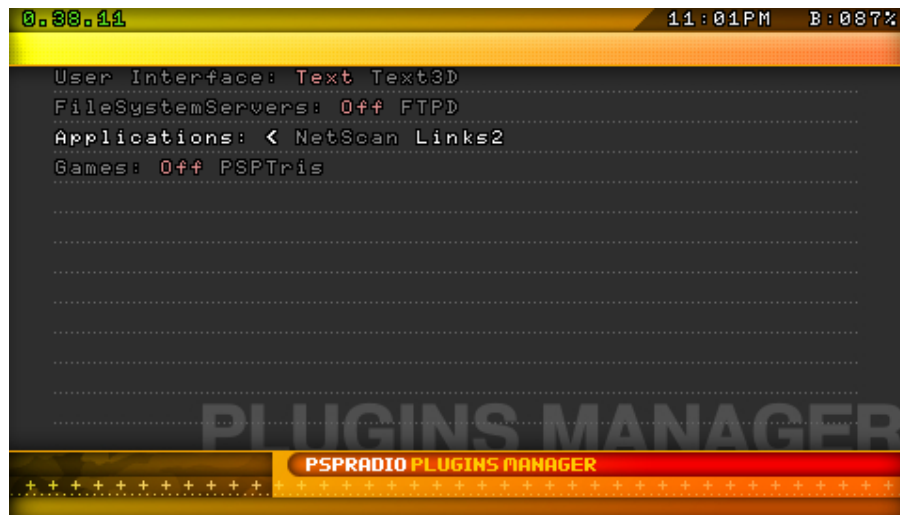 0.38.11 11:01PM B:087%
User Interface: Text Text3D
FileSystemServers: Off FTPD
Applications: < NetScan Links2
Games: Off PSPTris
PLUGINS MANAGER
PSPRADIO PLUGINS MANAGER